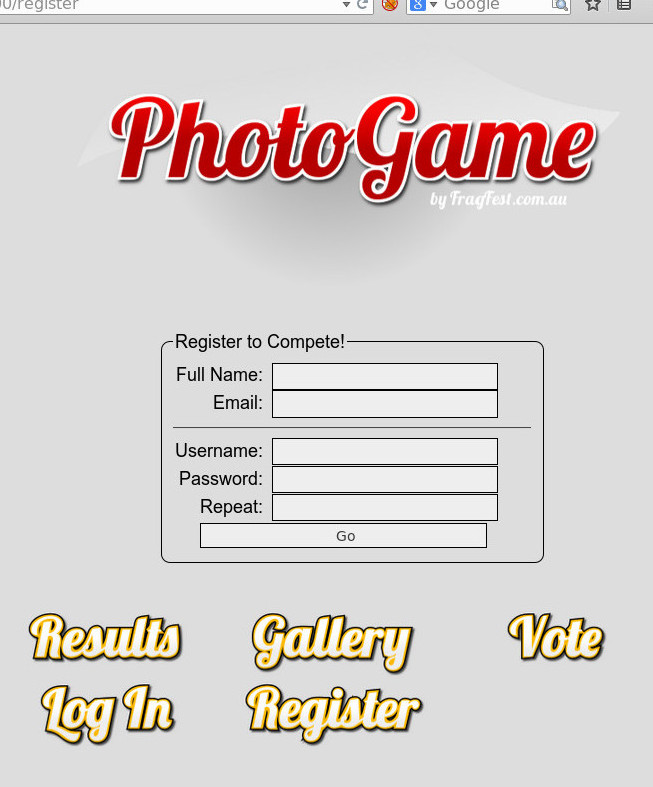 00/register
Google
PhotoGame
by FragFest.com.au
Register to Compete!
Full Name:
Email:
Username:
Password:
Repeat:
Go
Results Gallery Vote
Log In Register